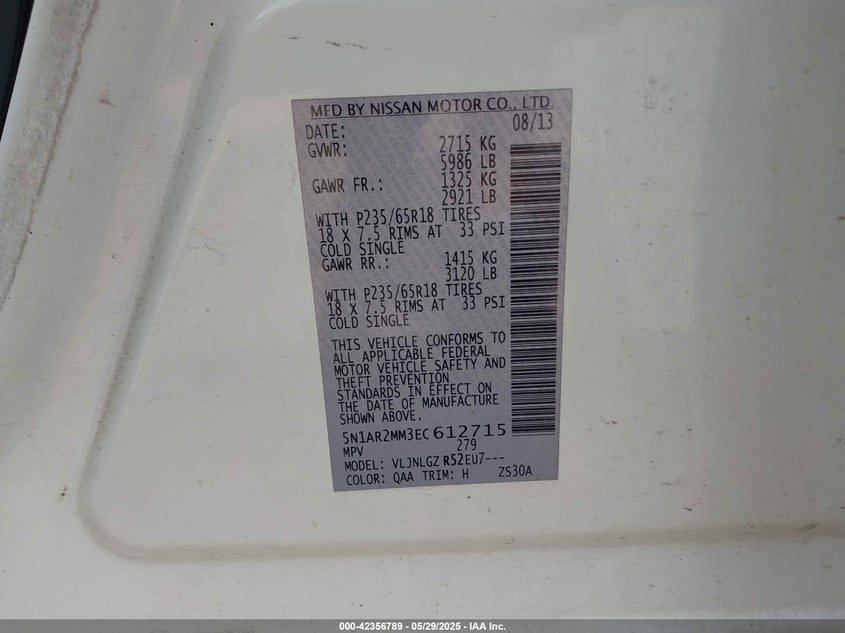 MFD BY NISSAN MOTOR CO., LTD.
DATE: 08/13
GVWR: 2715 KG
5986 LB
GAWR FR.: 1325 KG
2921 LB
WITH P235/65R18 TIRES
18 X 7.5 RIMS AT 33 PSI
COLD SINGLE
GAWR RR.: 1415 KG
3120 LB
WITH P235/65R18 TIRES
18 X 7.5 RIMS AT 33 PSI
COLD SINGLE
THIS VEHICLE CONFORMS TO
ALL APPLICABLE FEDERAL
MOTOR VEHICLE SAFETY AND
THEFT PREVENTION
STANDARDS IN EFFECT ON
THE DATE OF MANUFACTURE
SHOWN ABOVE.
5N1AR2MM3EC612715
MPV 279
MODEL: VLJNLGZ R52EU7---
COLOR: QAA TRIM: H ZS30A
000-42356789 - 05/29/2025 - IAA Inc.